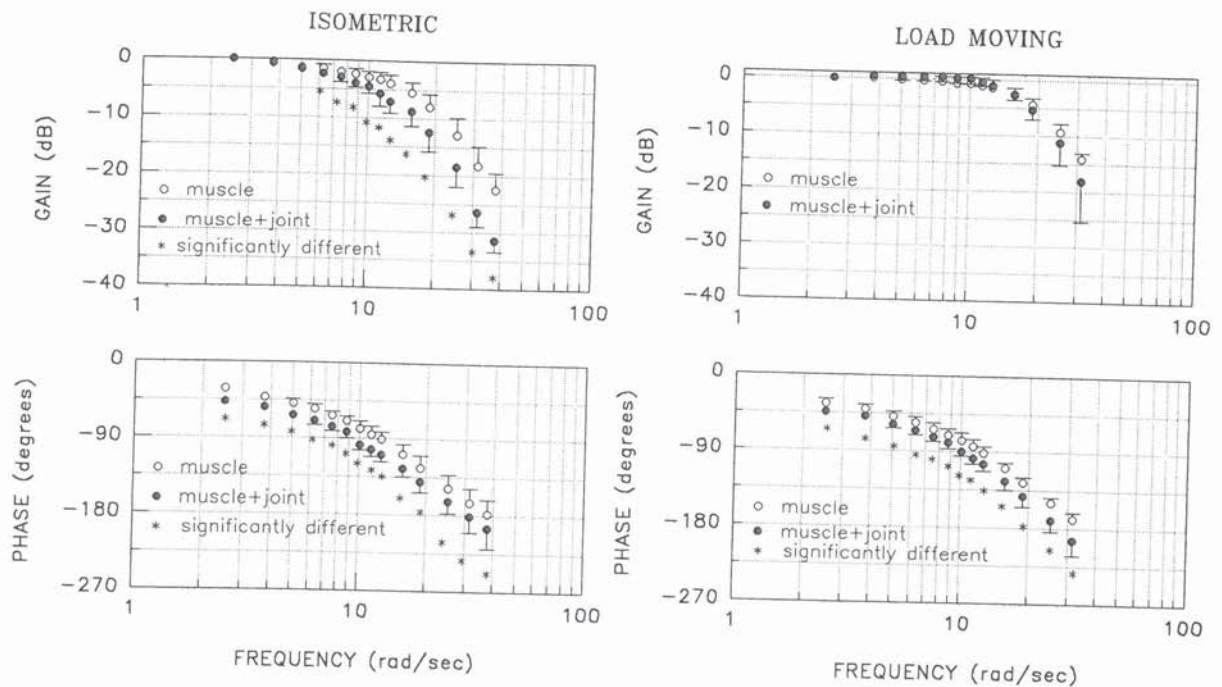 ISOMETRIC
GAIN (dB)
0
-10
-20
-30
-40
○ muscle
● muscle+joint
* significantly different
1
10
100
LOAD MOVING
GAIN (dB)
0
-10
-20
-30
-40
○ muscle
● muscle+joint
1
10
100
PHASE (degrees)
0
-90
-180
-270
○ muscle
● muscle+joint
* significantly different
1
10
100
FREQUENCY (rad/sec)
PHASE (degrees)
0
-90
-180
-270
○ muscle
● muscle+joint
* significantly different
1
10
100
FREQUENCY (rad/sec)